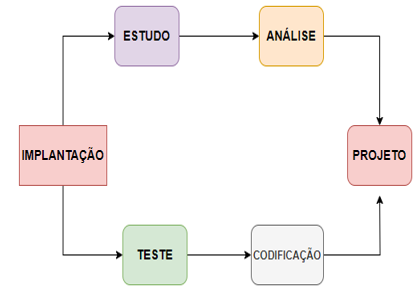 ESTUDO
ANÁLISE
IMPLANTAÇÃO
PROJETO
TESTE
CODIFICAÇÃO